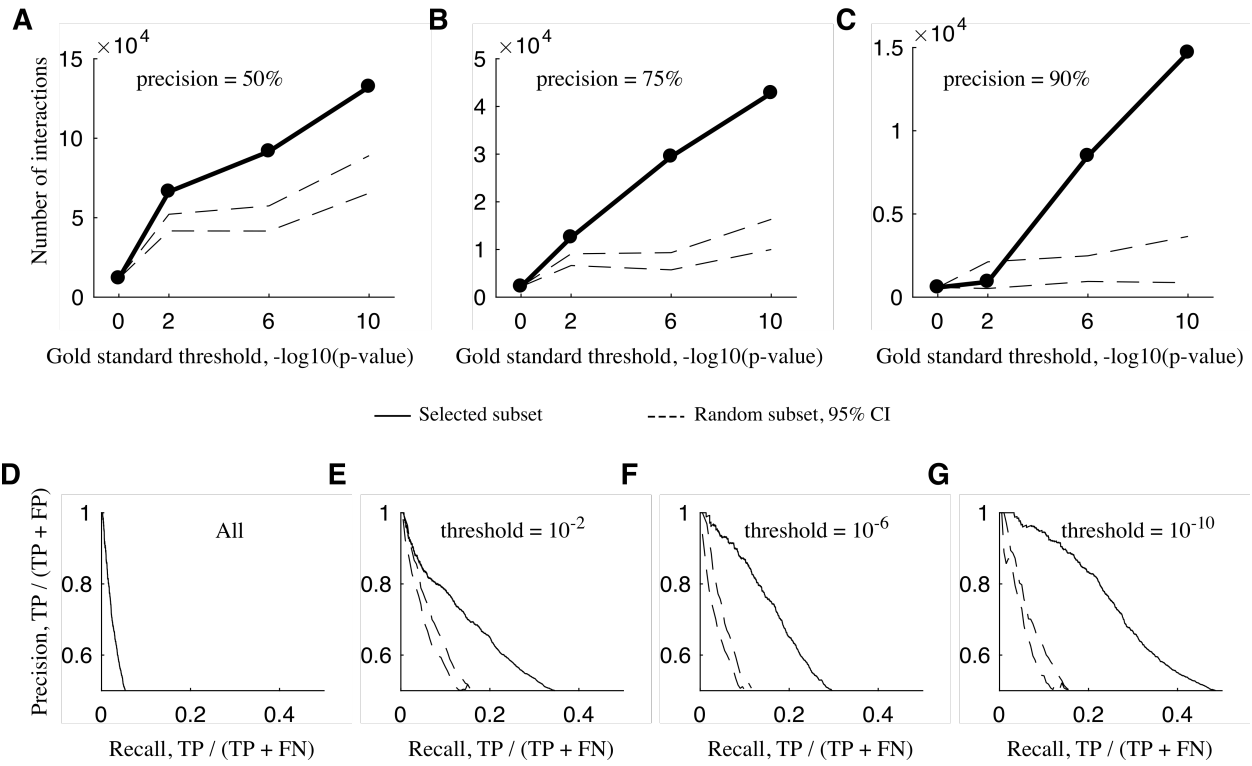 A
B
C
×10⁴
×10⁴
×10⁴
precision = 50%
precision = 75%
precision = 90%
Number of interactions
15
10
5
0
5
4
3
2
1
0
1.5
1
0.5
0
0 2 6 10
0 2 6 10
0 2 6 10
Gold standard threshold, -log10(p-value)
Gold standard threshold, -log10(p-value)
Gold standard threshold, -log10(p-value)
Selected subset
Random subset, 95% CI
D
E
F
G
Precision, TP / (TP + FP)
All
threshold = 10⁻²
threshold = 10⁻⁶
threshold = 10⁻¹⁰
1
0.8
0.6
1
0.8
0.6
1
0.8
0.6
1
0.8
0.6
0 0.2 0.4
0 0.2 0.4
0 0.2 0.4
0 0.2 0.4
Recall, TP / (TP + FN)
Recall, TP / (TP + FN)
Recall, TP / (TP + FN)
Recall, TP / (TP + FN)